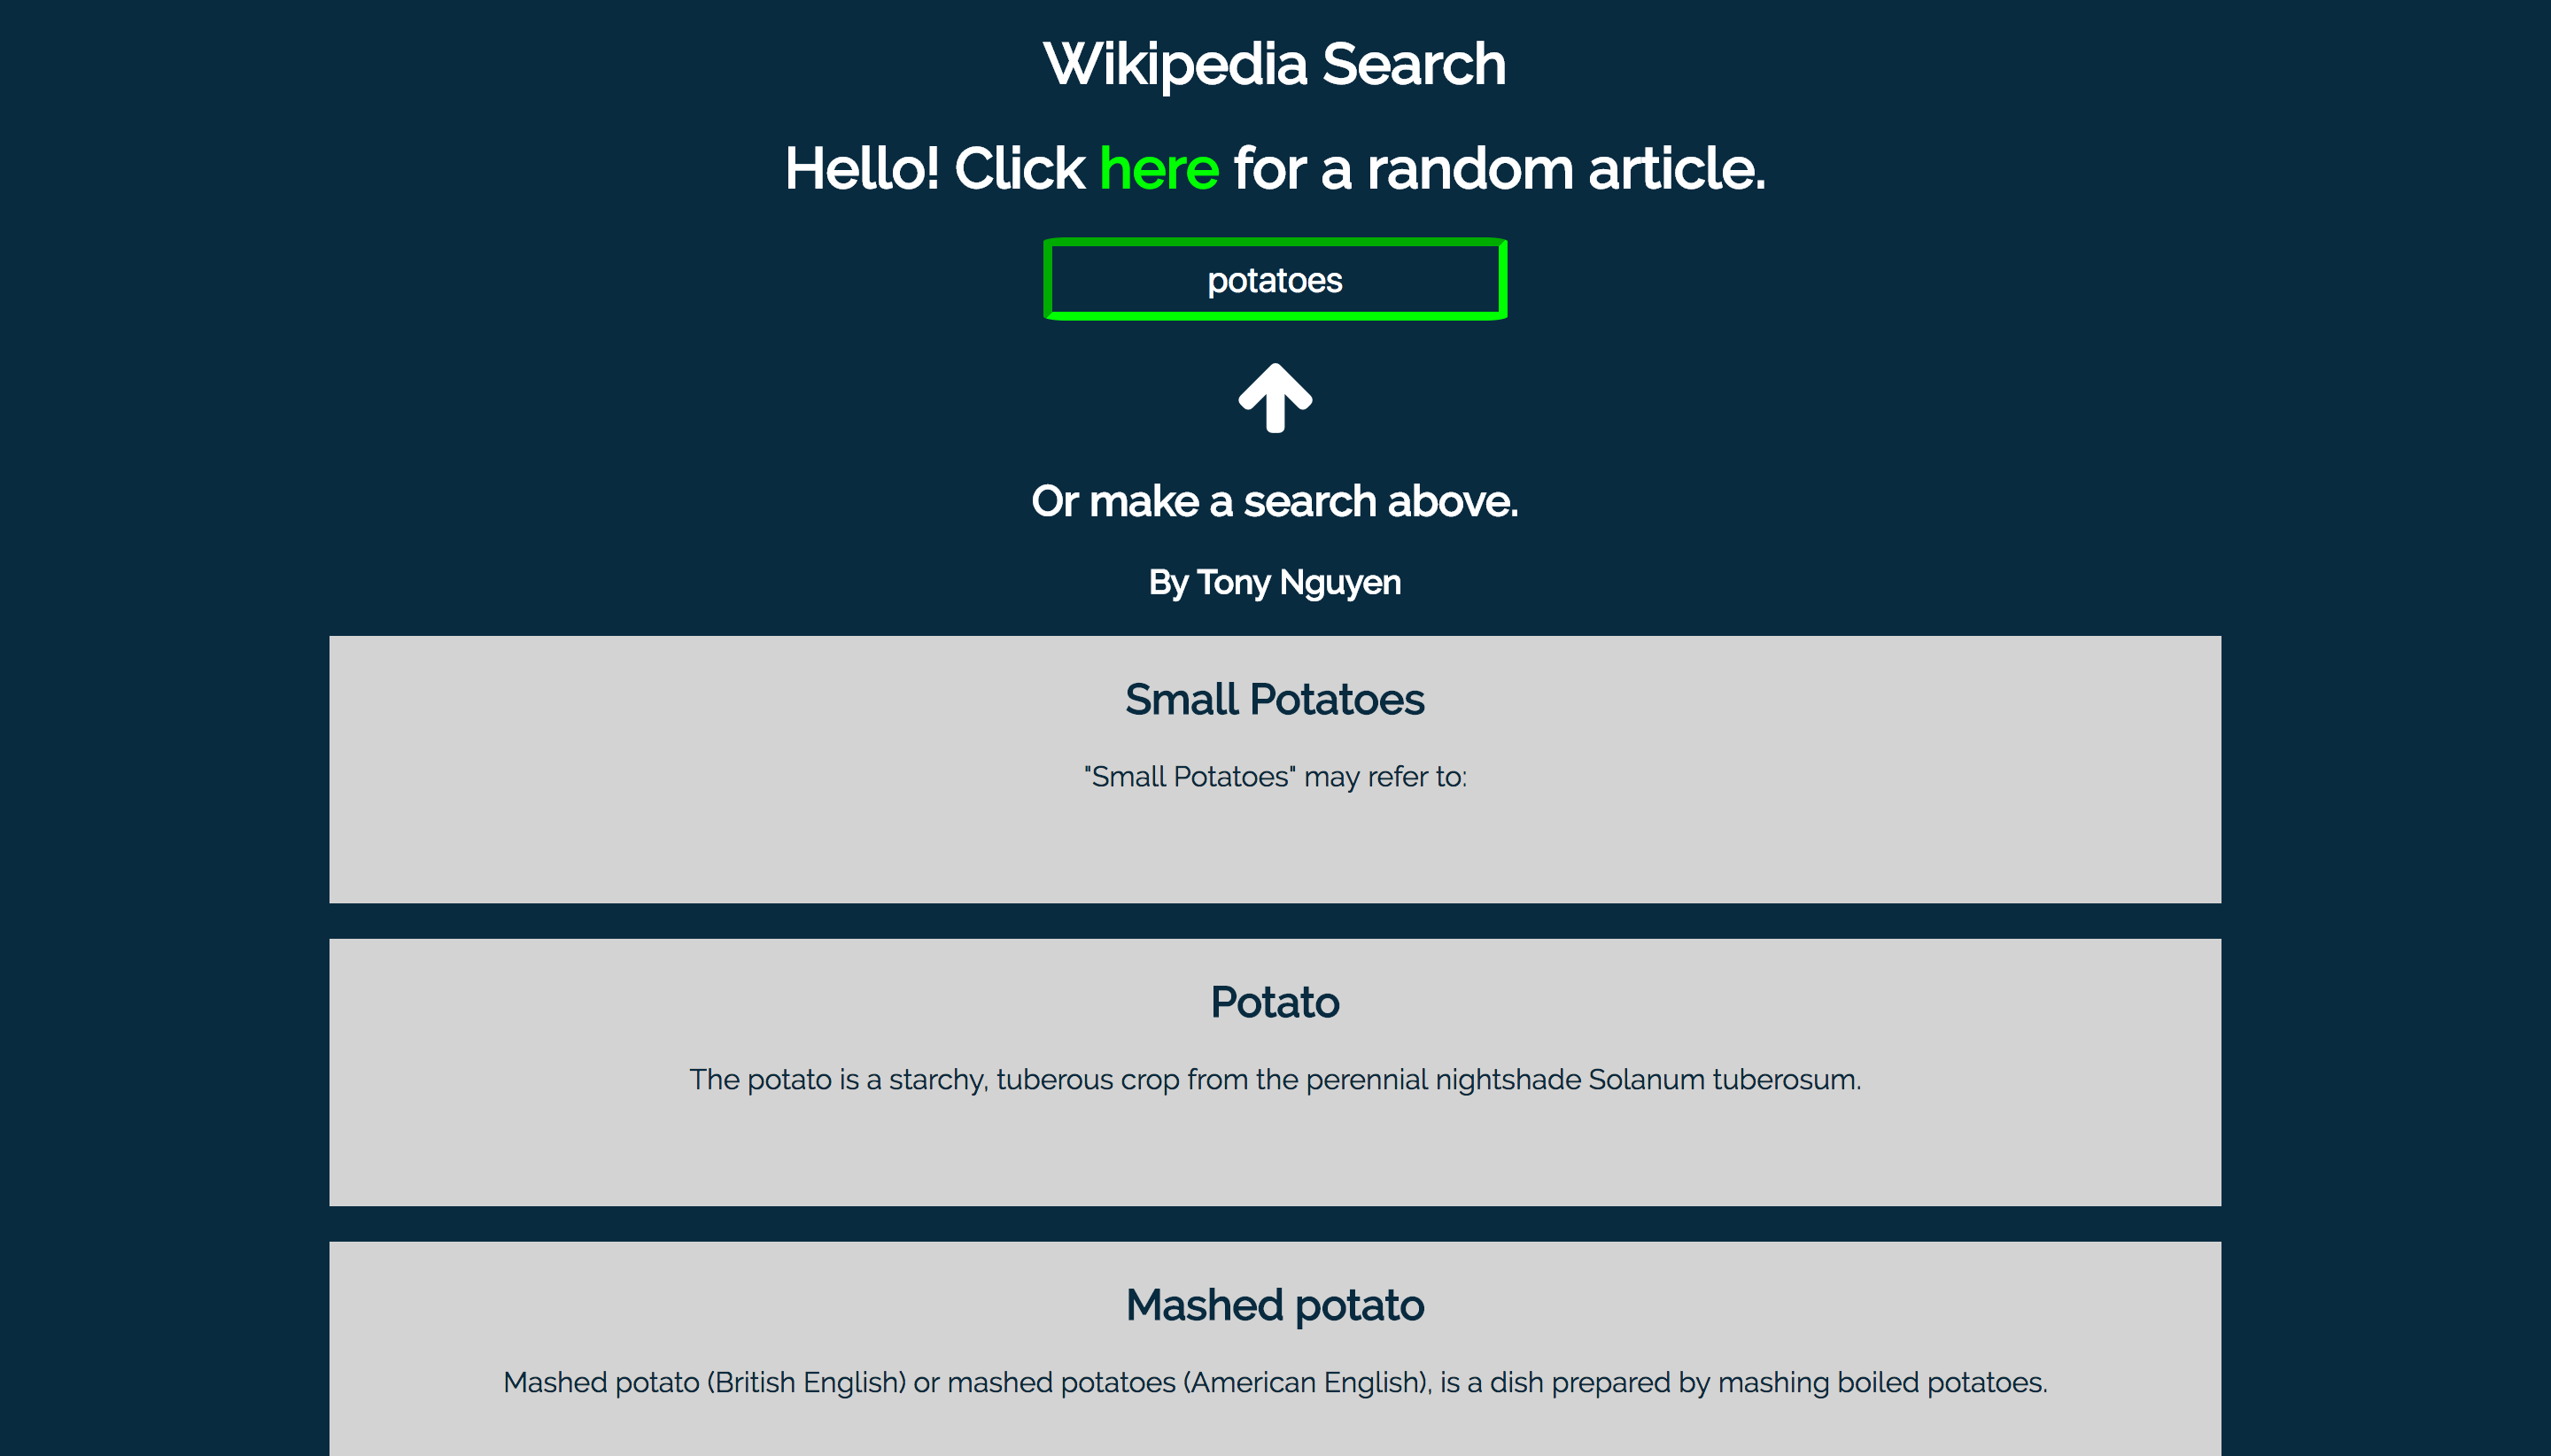 Wikipedia Search
Hello! Click here for a random article.
potatoes
Or make a search above.
By Tony Nguyen
Small Potatoes
"Small Potatoes" may refer to:
Potato
The potato is a starchy, tuberous crop from the perennial nightshade Solanum tuberosum.
Mashed potato
Mashed potato (British English) or mashed potatoes (American English), is a dish prepared by mashing boiled potatoes.